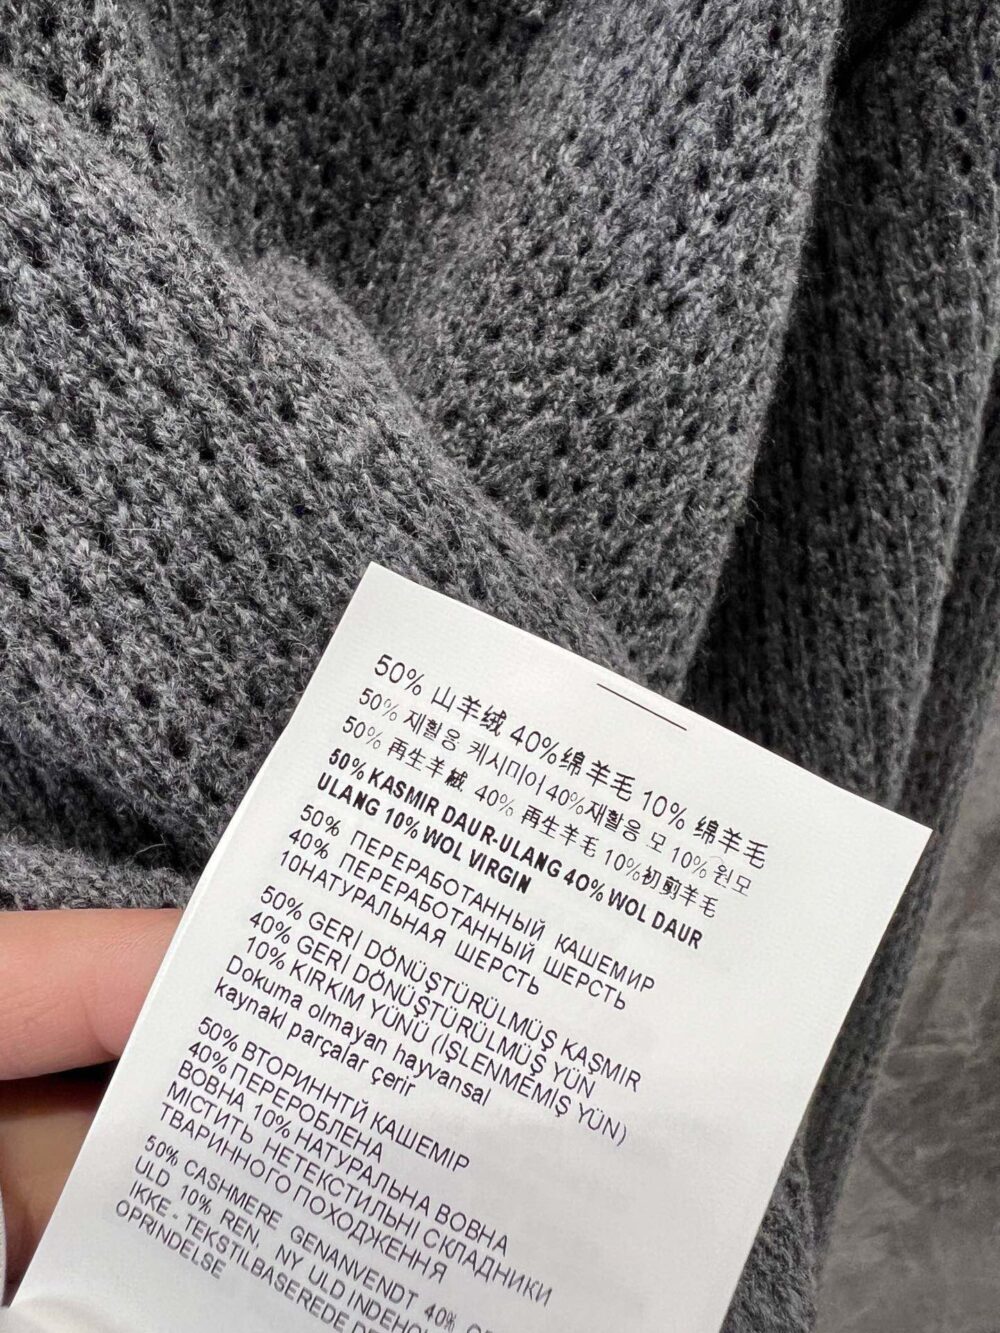 50% 山羊绒 40%绵羊毛 10% 绵羊毛
50% 재활용 케시미어 40%재활용 모 10% 원모
50% 再生羊絨 40% 再生羊毛 10%初剪羊毛
50% KASMIR DAUR-ULANG 40% WOL DAUR
ULANG 10% WOL VIRGIN
50% ПЕРЕРАБОТАННЫЙ КАШЕМИР
40% ПЕРЕРАБОТАННЫЙ ШЕРСТЬ
10НАТУРАЛЬНАЯ ШЕРСТЬ
50% GERİ DÖNÜŞTÜRÜLMÜŞ KAŞMIR
40% GERİ DÖNÜŞTÜRÜLMÜŞ YÜN
10% KIRKIM YÜNÜ (İŞLENMEMİŞ YÜN)
Dokuma olmayan hayvansal
kaynakl parçalar çerir
50% ВТОРИННТЙ КАШЕМІР
40% ПЕРЕРОБЛЕНА
ВОВНА 10% НАТУРАЛЬНА ВОВНА
МІСТИТЬ НЕТЕКСТИЛЬНІ СКЛАДНИКИ
ТВАРИННОГО ПОХОДЖЕННЯ
50% CASHMERE GENANVENDT 40%
ULD 10% REN, NY ULD INDEHO
IKKE - TEKSTILBASEREDE DE
OPRINDELSE